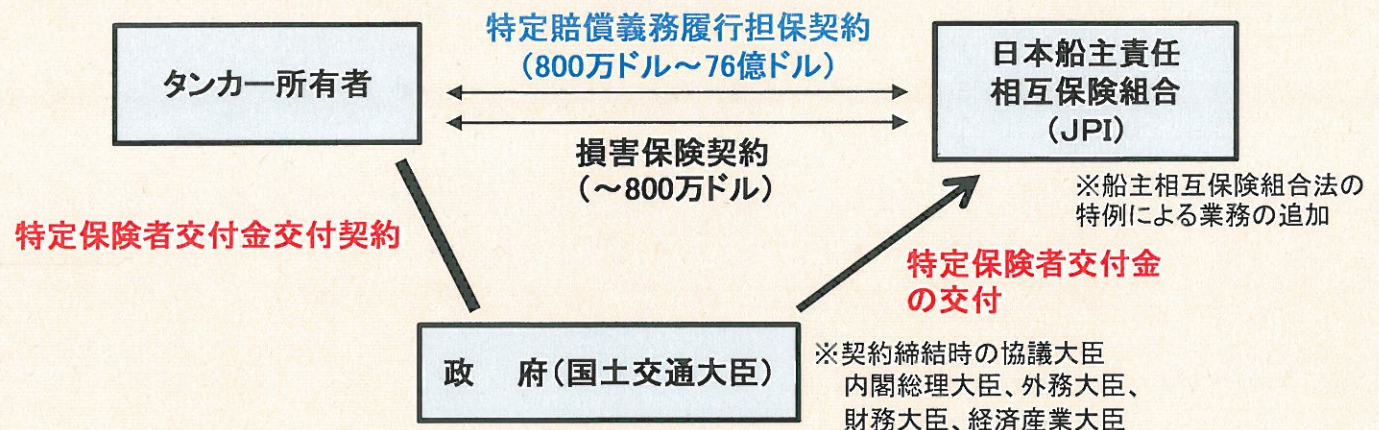 特定賠償義務履行担保契約
(800万ドル～76億ドル)
タンカー所有者
日本船主責任
相互保険組合
(JPI)
損害保険契約
(～800万ドル)
※船主相互保険組合法の
特例による業務の追加
特定保険者交付金交付契約
特定保険者交付金
の交付
政　府(国土交通大臣)
※契約締結時の協議大臣
内閣総理大臣、外務大臣、
財務大臣、経済産業大臣